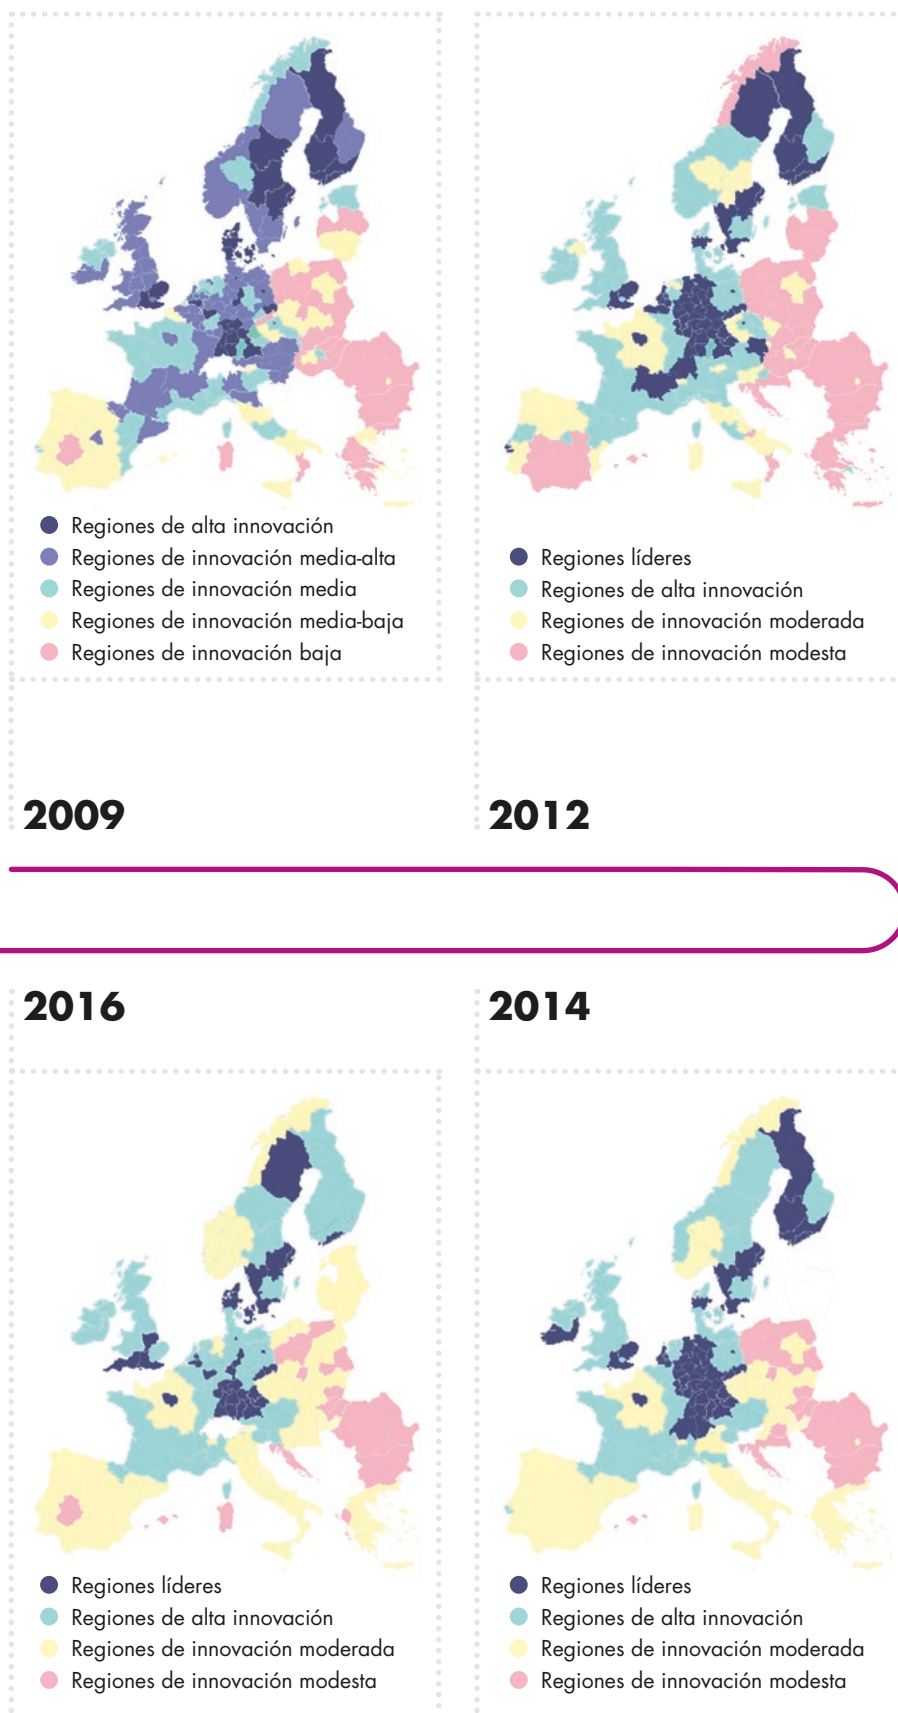 Regiones de alta innovación
Regiones de innovación media-alta
Regiones de innovación media
Regiones de innovación media-baja
Regiones de innovación baja
2009
Regiones líderes
Regiones de alta innovación
Regiones de innovación moderada
Regiones de innovación modesta
2012
2016
Regiones líderes
Regiones de alta innovación
Regiones de innovación moderada
Regiones de innovación modesta
2014
Regiones líderes
Regiones de alta innovación
Regiones de innovación moderada
Regiones de innovación modesta